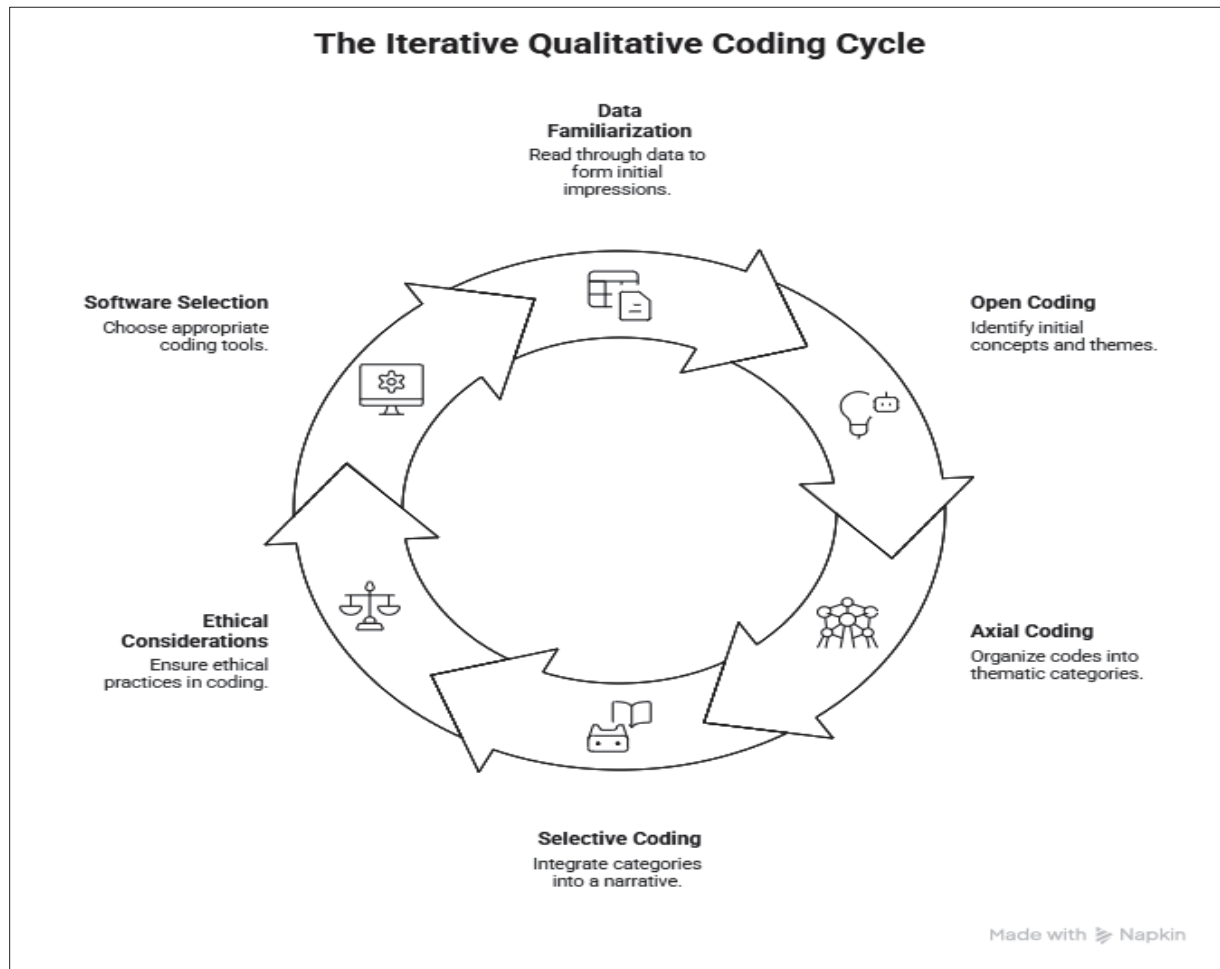 The Iterative Qualitative Coding Cycle
Data
Familiarization
Read through data to
form initial
impressions.
Open Coding
Identify initial
concepts and themes.
Axial Coding
Organize codes into
thematic categories.
Selective Coding
Integrate categories
into a narrative.
Ethical
Considerations
Ensure ethical
practices in coding.
Software Selection
Choose appropriate
coding tools.
Made with Napkin